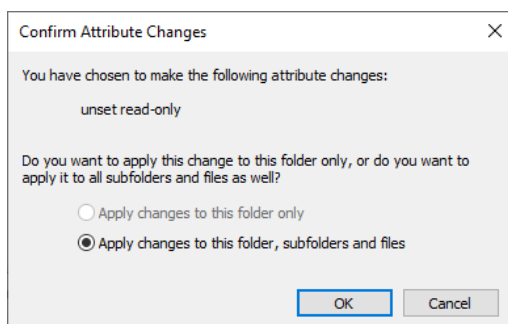 Confirm Attribute Changes
You have chosen to make the following attribute changes:
unset read-only
Do you want to apply this change to this folder only, or do you want to
apply it to all subfolders and files as well?
Apply changes to this folder only
Apply changes to this folder, subfolders and files
OK Cancel